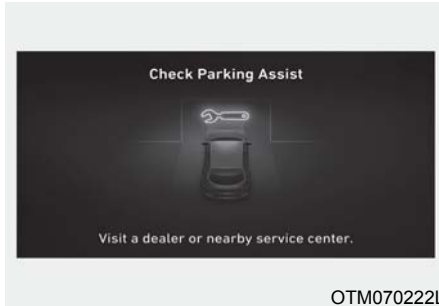 Check Parking Assist
Visit a dealer or nearby service center.
OTM070222L